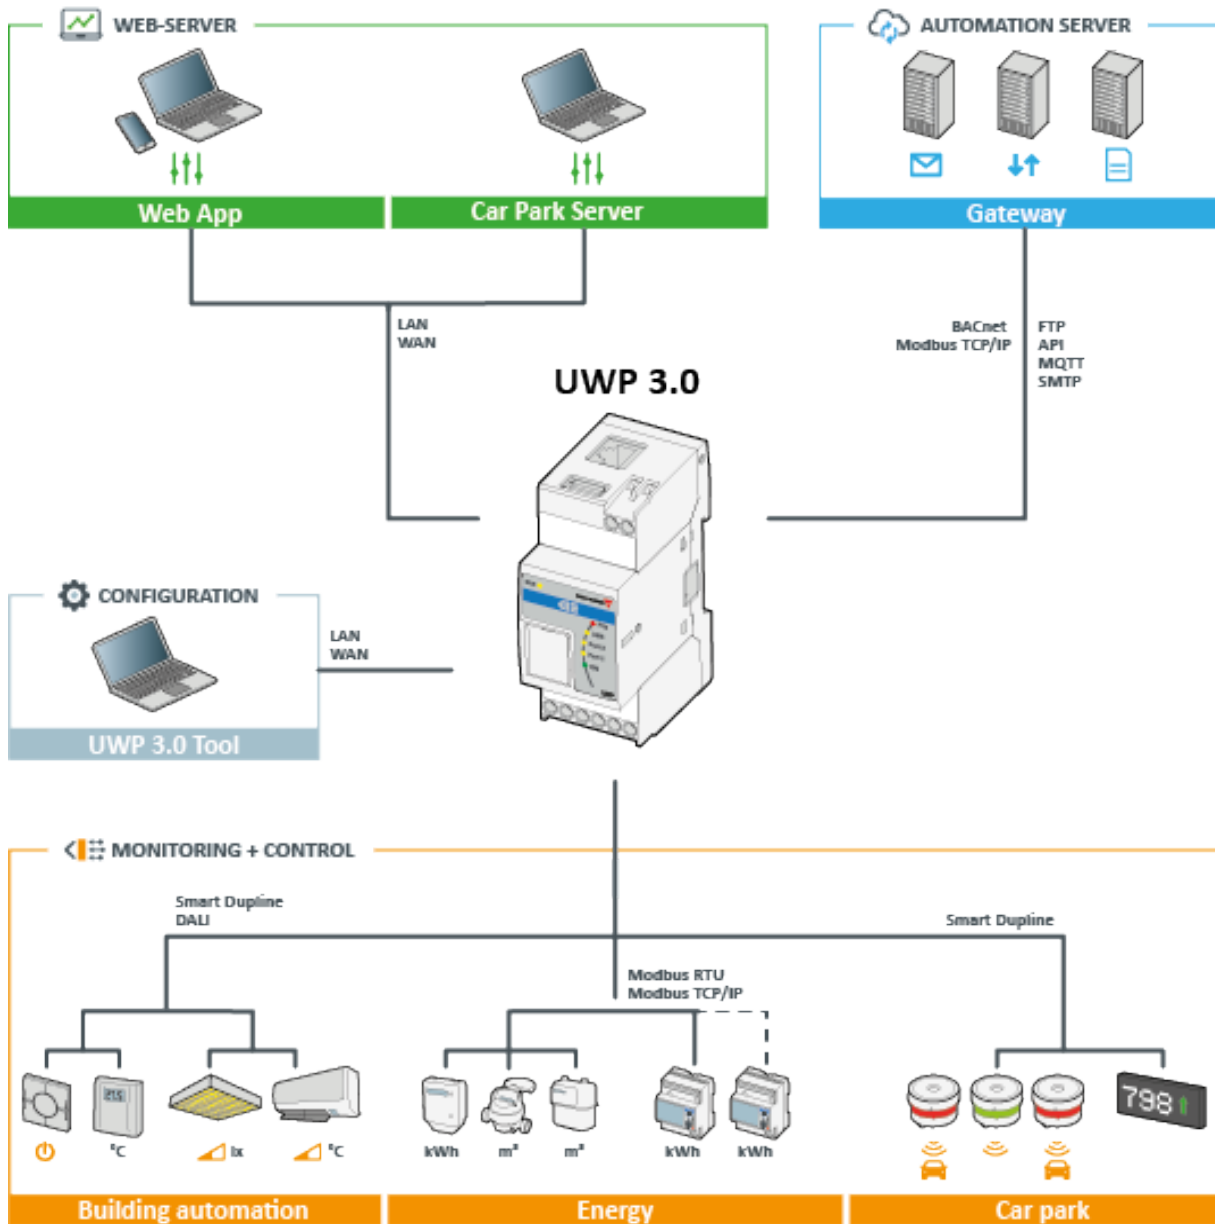 WEB-SERVER
AUTOMATION SERVER
Web App
Car Park Server
Gateway
LAN
WAN
BACnet
Modbus TCP/IP
FTP
API
MQTT
SMTP
UWP 3.0
CONFIGURATION
LAN
WAN
UWP 3.0 Tool
MONITORING + CONTROL
Smart Dupline
DALI
Smart Dupline
Modbus RTU
Modbus TCP/IP
798
°C
lx
°C
kWh
m³
m³
kWh
kWh
Building automation
Energy
Car park